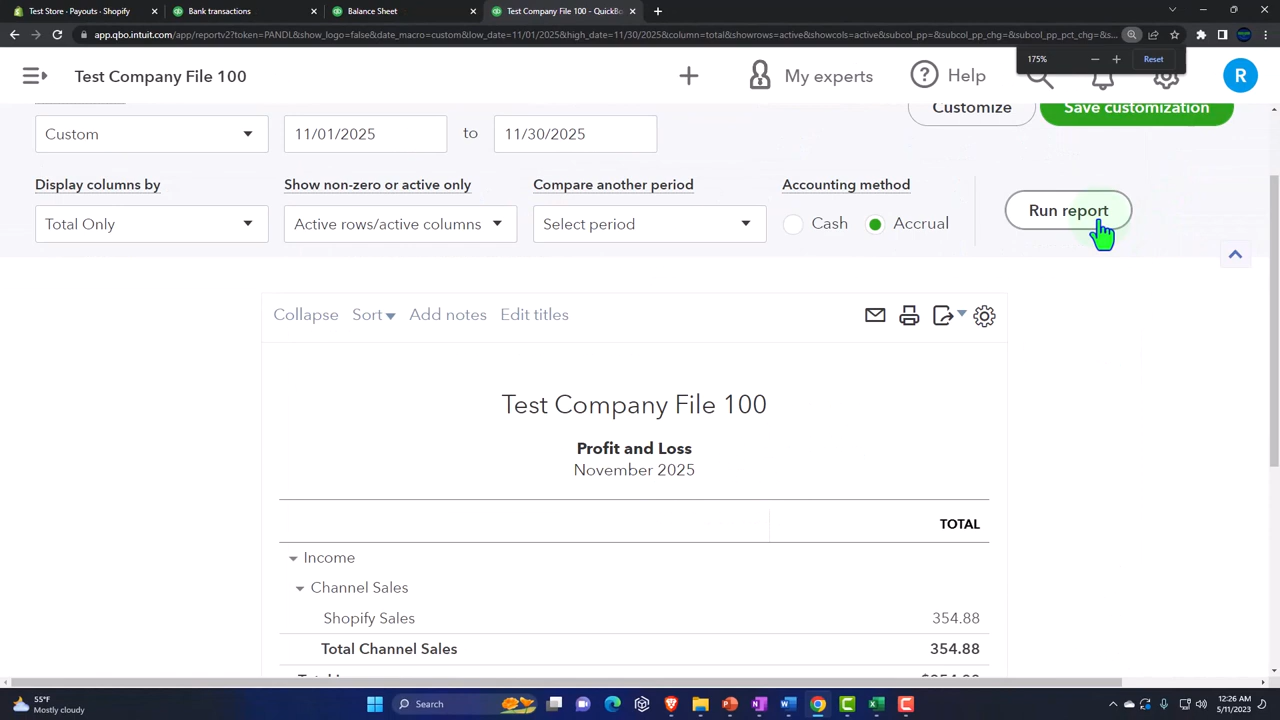 Test Store - Payouts - Shopify
Bank transactions
Balance Sheet
Test Company File 100 - QuickBo
app.qbo.intuit.com/app/reportv2?token=PANDL&show_logo=false&date_macro=custom&low_date=11/01/2025&high_date=11/30/2025&column=total&showrows=active&subcol_pp=&subcol_pp_chg=&subcol_pp_pct_chg=&s...
175%
Reset
Test Company File 100
My experts
Help
R
Customize
Save customization
Custom
11/01/2025
to
11/30/2025
Display columns by
Show non-zero or active only
Compare another period
Accounting method
Total Only
Active rows/active columns
Select period
Cash
Accrual
Run report
Collapse
Sort
Add notes
Edit titles
Test Company File 100
Profit and Loss
November 2025
TOTAL
Income
Channel Sales
Shopify Sales 354.88
Total Channel Sales 354.88
55°F
Mostly cloudy
Search
12:26 AM
5/11/2023